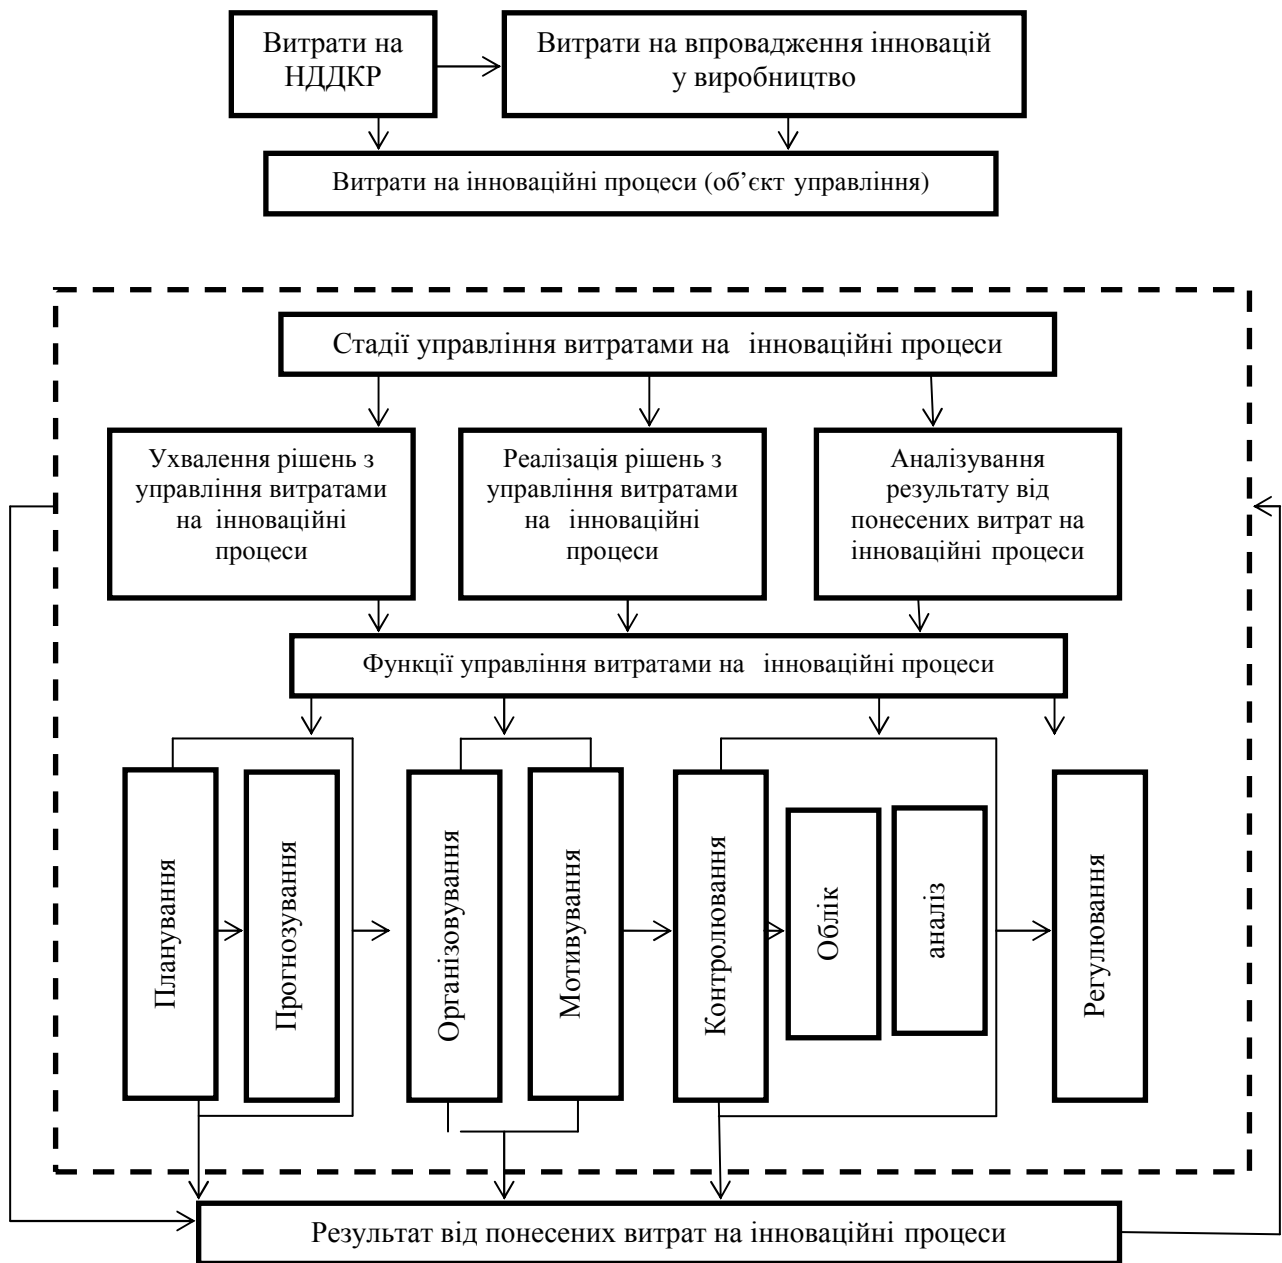 Витрати на
НДДКР
Витрати на впровадження інновацій
у виробництво
Витрати на інноваційні процеси (об’єкт управління)
Стадії управління витратами на інноваційні процеси
Ухвалення рішень з
управління витратами
на інноваційні
процеси
Реалізація рішень з
управління витратами
на інноваційні
процеси
Аналізування
результату від
понесених витрат на
інноваційні процеси
Функції управління витратами на інноваційні процеси
Планування
Прогнозування
Організовування
Мотивування
Контролювання
Облік
аналіз
Регулювання
Результат від понесених витрат на інноваційні процеси